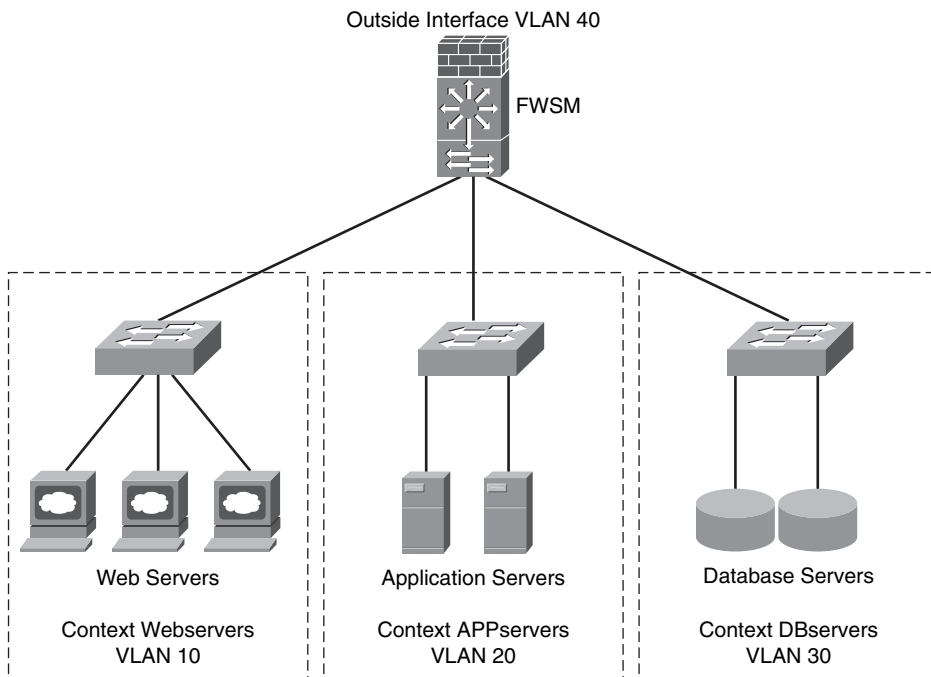 Outside Interface VLAN 40
FWSM
Web Servers
Application Servers
Database Servers
Context Webservers
VLAN 10
Context APPservers
VLAN 20
Context DBservers
VLAN 30